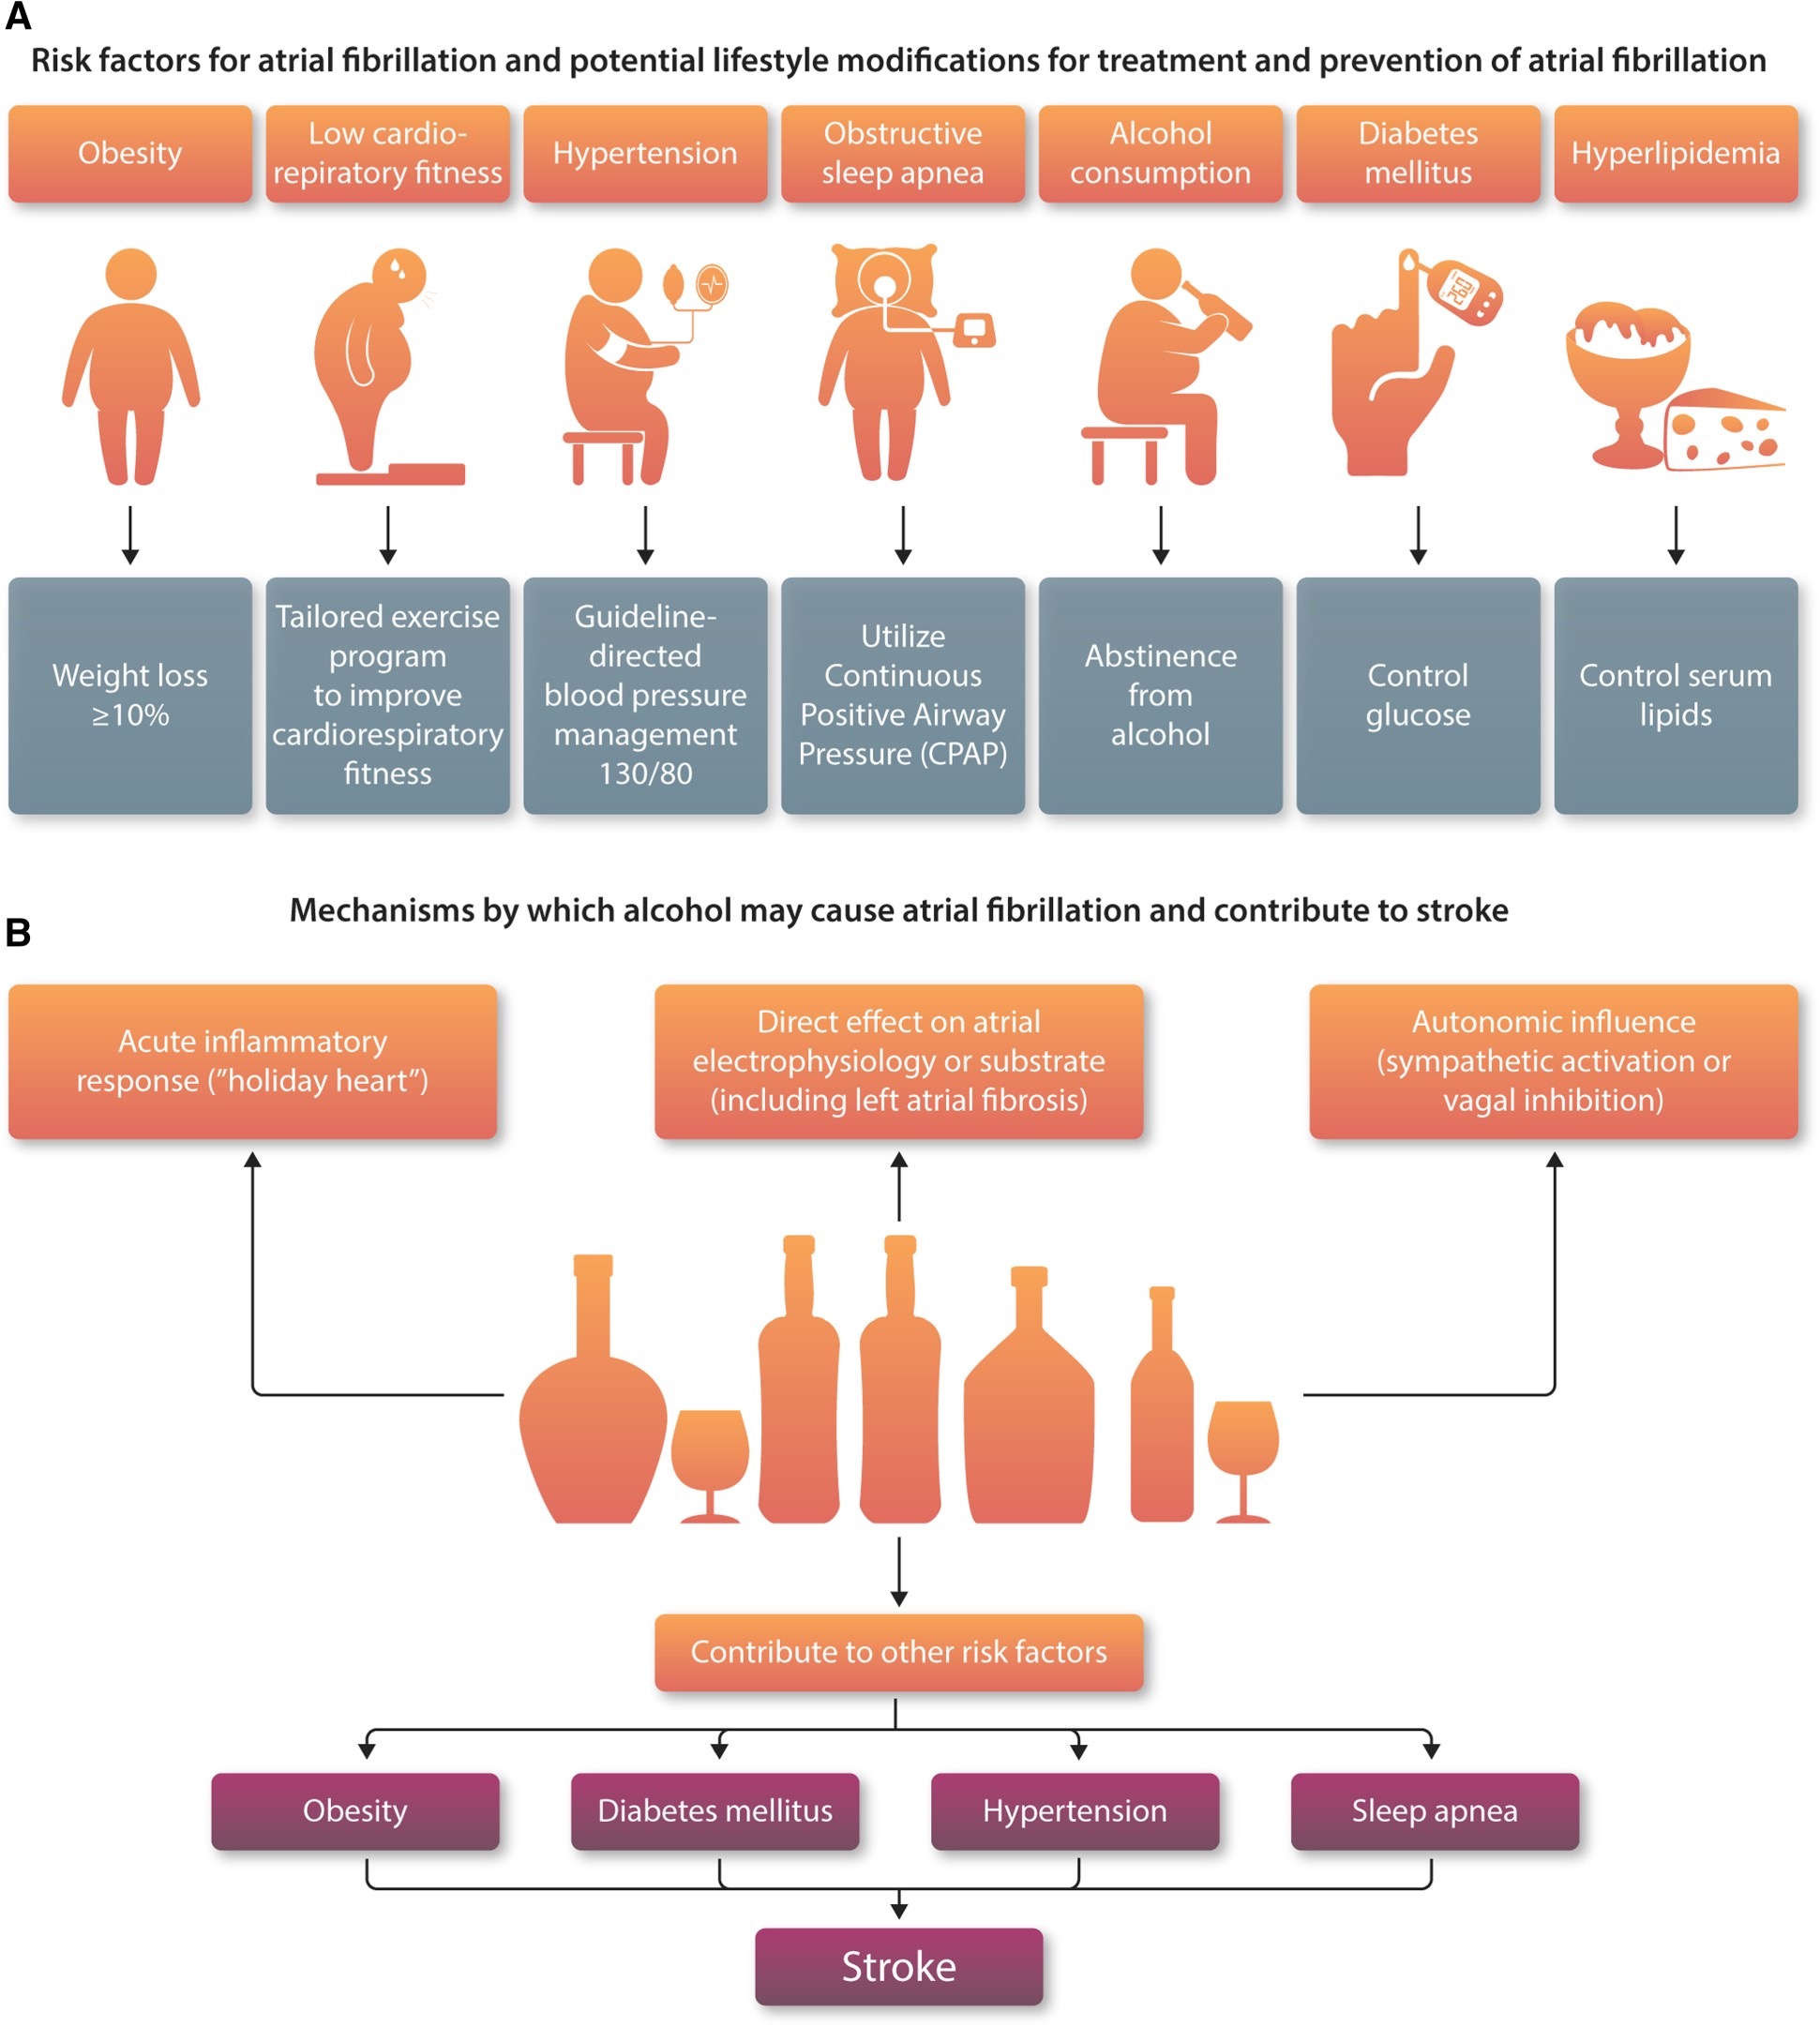 A
Risk factors for atrial fibrillation and potential lifestyle modifications for treatment and prevention of atrial fibrillation
Obesity
Low cardio-
repiratory fitness
Hypertension
Obstructive
sleep apnea
Alcohol
consumption
Diabetes
mellitus
Hyperlipidemia
260
Weight loss
≥10%
Tailored exercise
program
to improve
cardiorespiratory
fitness
Guideline-
directed
blood pressure
management
130/80
Utilize
Continuous
Positive Airway
Pressure (CPAP)
Abstinence
from
alcohol
Control
glucose
Control serum
lipids
Mechanisms by which alcohol may cause atrial fibrillation and contribute to stroke
B
Acute inflammatory
response (”holiday heart”)
Direct effect on atrial
electrophysiology or substrate
(including left atrial fibrosis)
Autonomic influence
(sympathetic activation or
vagal inhibition)
Contribute to other risk factors
Obesity
Diabetes mellitus
Hypertension
Sleep apnea
Stroke